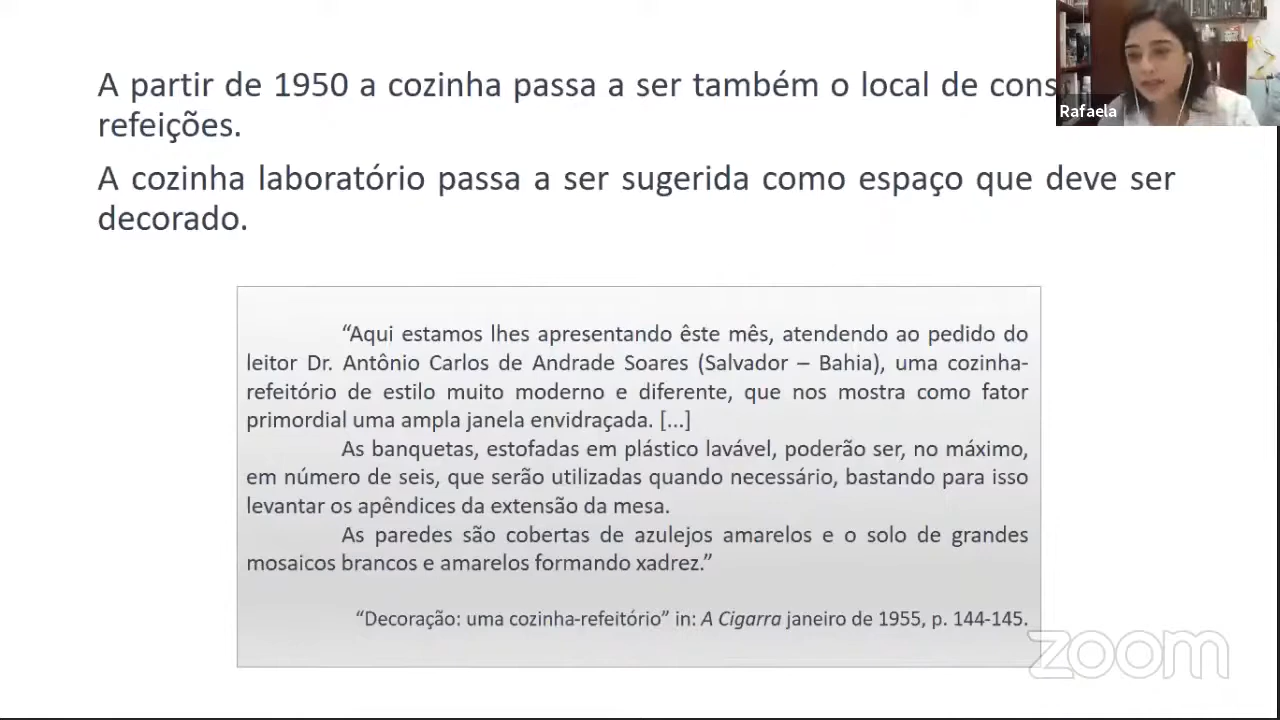 A partir de 1950 a cozinha passa a ser também o local de
refeições.
A cozinha laboratório passa a ser sugerida como espaço que deve ser
decorado.
Rafaela
“Aqui estamos lhes apresentando êste mês, atendendo ao pedido do
leitor Dr. Antônio Carlos de Andrade Soares (Salvador – Bahia), uma cozinha-
refeitório de estilo muito moderno e diferente, que nos mostra como fator
primordial uma ampla janela envidraçada. [...]
As banquetas, estofadas em plástico lavável, poderão ser, no máximo,
em número de seis, que serão utilizadas quando necessário, bastando para isso
levantar os apêndices da extensão da mesa.
As paredes são cobertas de azulejos amarelos e o solo de grandes
mosaicos brancos e amarelos formando xadrez.”
“Decoração: uma cozinha-refeitório” in: A Cigarra janeiro de 1955, p. 144-145.
zoom